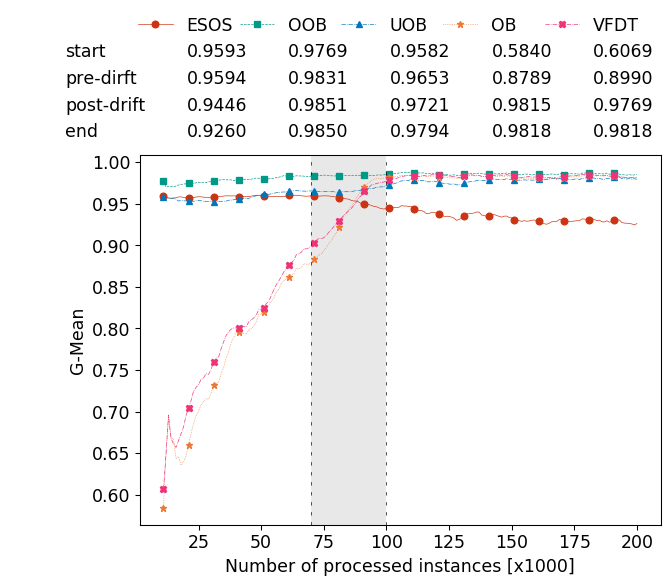 ESOS OOB UOB OB VFDT
start 0.9593 0.9769 0.9582 0.5840 0.6069
pre-dirft 0.9594 0.9831 0.9653 0.8789 0.8990
post-drift 0.9446 0.9851 0.9721 0.9815 0.9769
end 0.9260 0.9850 0.9794 0.9818 0.9818
1.00
0.95
0.90
0.85
0.80
0.75
0.70
0.65
0.60
G-Mean
25 50 75 100 125 150 175 200
Number of processed instances [x1000]